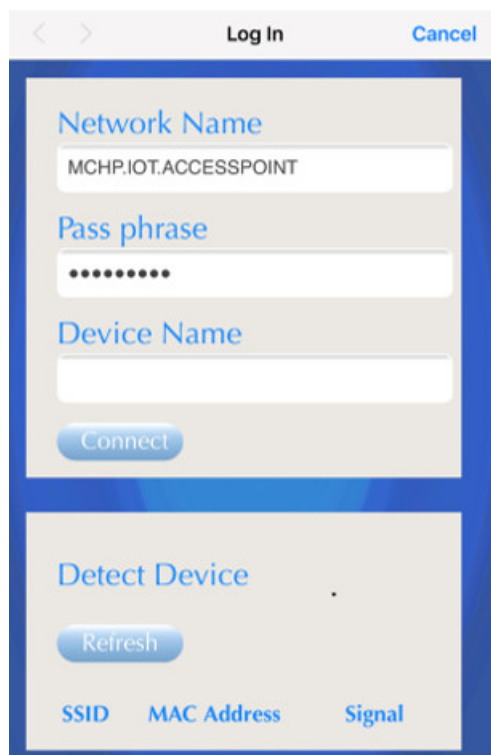 Log In Cancel
Network Name
MCHP.IOT.ACCESSPOINT
Pass phrase
•••••••••
Device Name
Connect
Detect Device
Refresh
SSID MAC Address Signal